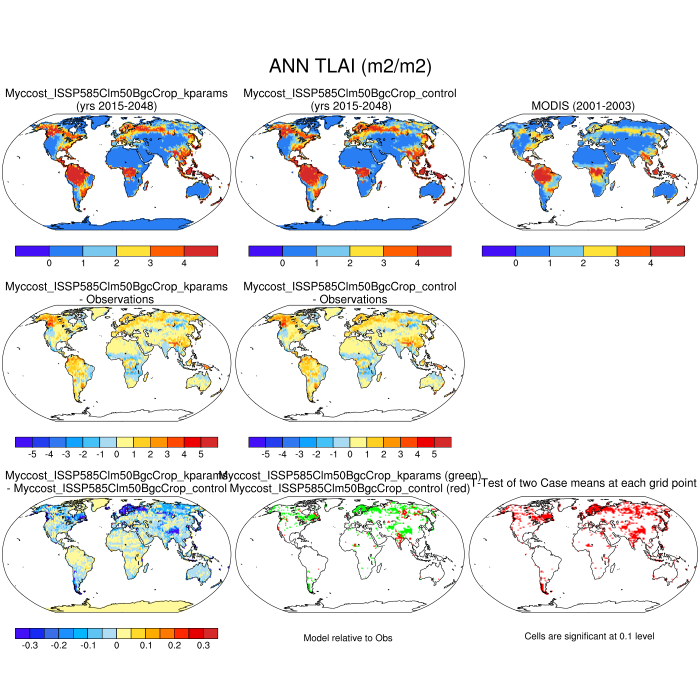 ANN TLAI (m2/m2)
Myccost_ISSP585Clm50BgcCrop_kparams
(yrs 2015-2048)
Myccost_ISSP585Clm50BgcCrop_control
(yrs 2015-2048)
MODIS (2001-2003)
0 1 2 3 4
0 1 2 3 4
0 1 2 3 4
Myccost_ISSP585Clm50BgcCrop_kparams
- Observations
Myccost_ISSP585Clm50BgcCrop_control
- Observations
-5 -4 -3 -2 -1 0 1 2 3 4 5
-5 -4 -3 -2 -1 0 1 2 3 4 5
Myccost_ISSP585Clm50BgcCrop_kparams
- Myccost_ISSP585Clm50BgcCrop_control
Myccost_ISSP585Clm50BgcCrop_kparams (green)
Myccost_ISSP585Clm50BgcCrop_control (red)
T-Test of two Case means at each grid point
-0.3 -0.2 -0.1 0 0.1 0.2 0.3
Model relative to Obs
Cells are significant at 0.1 level